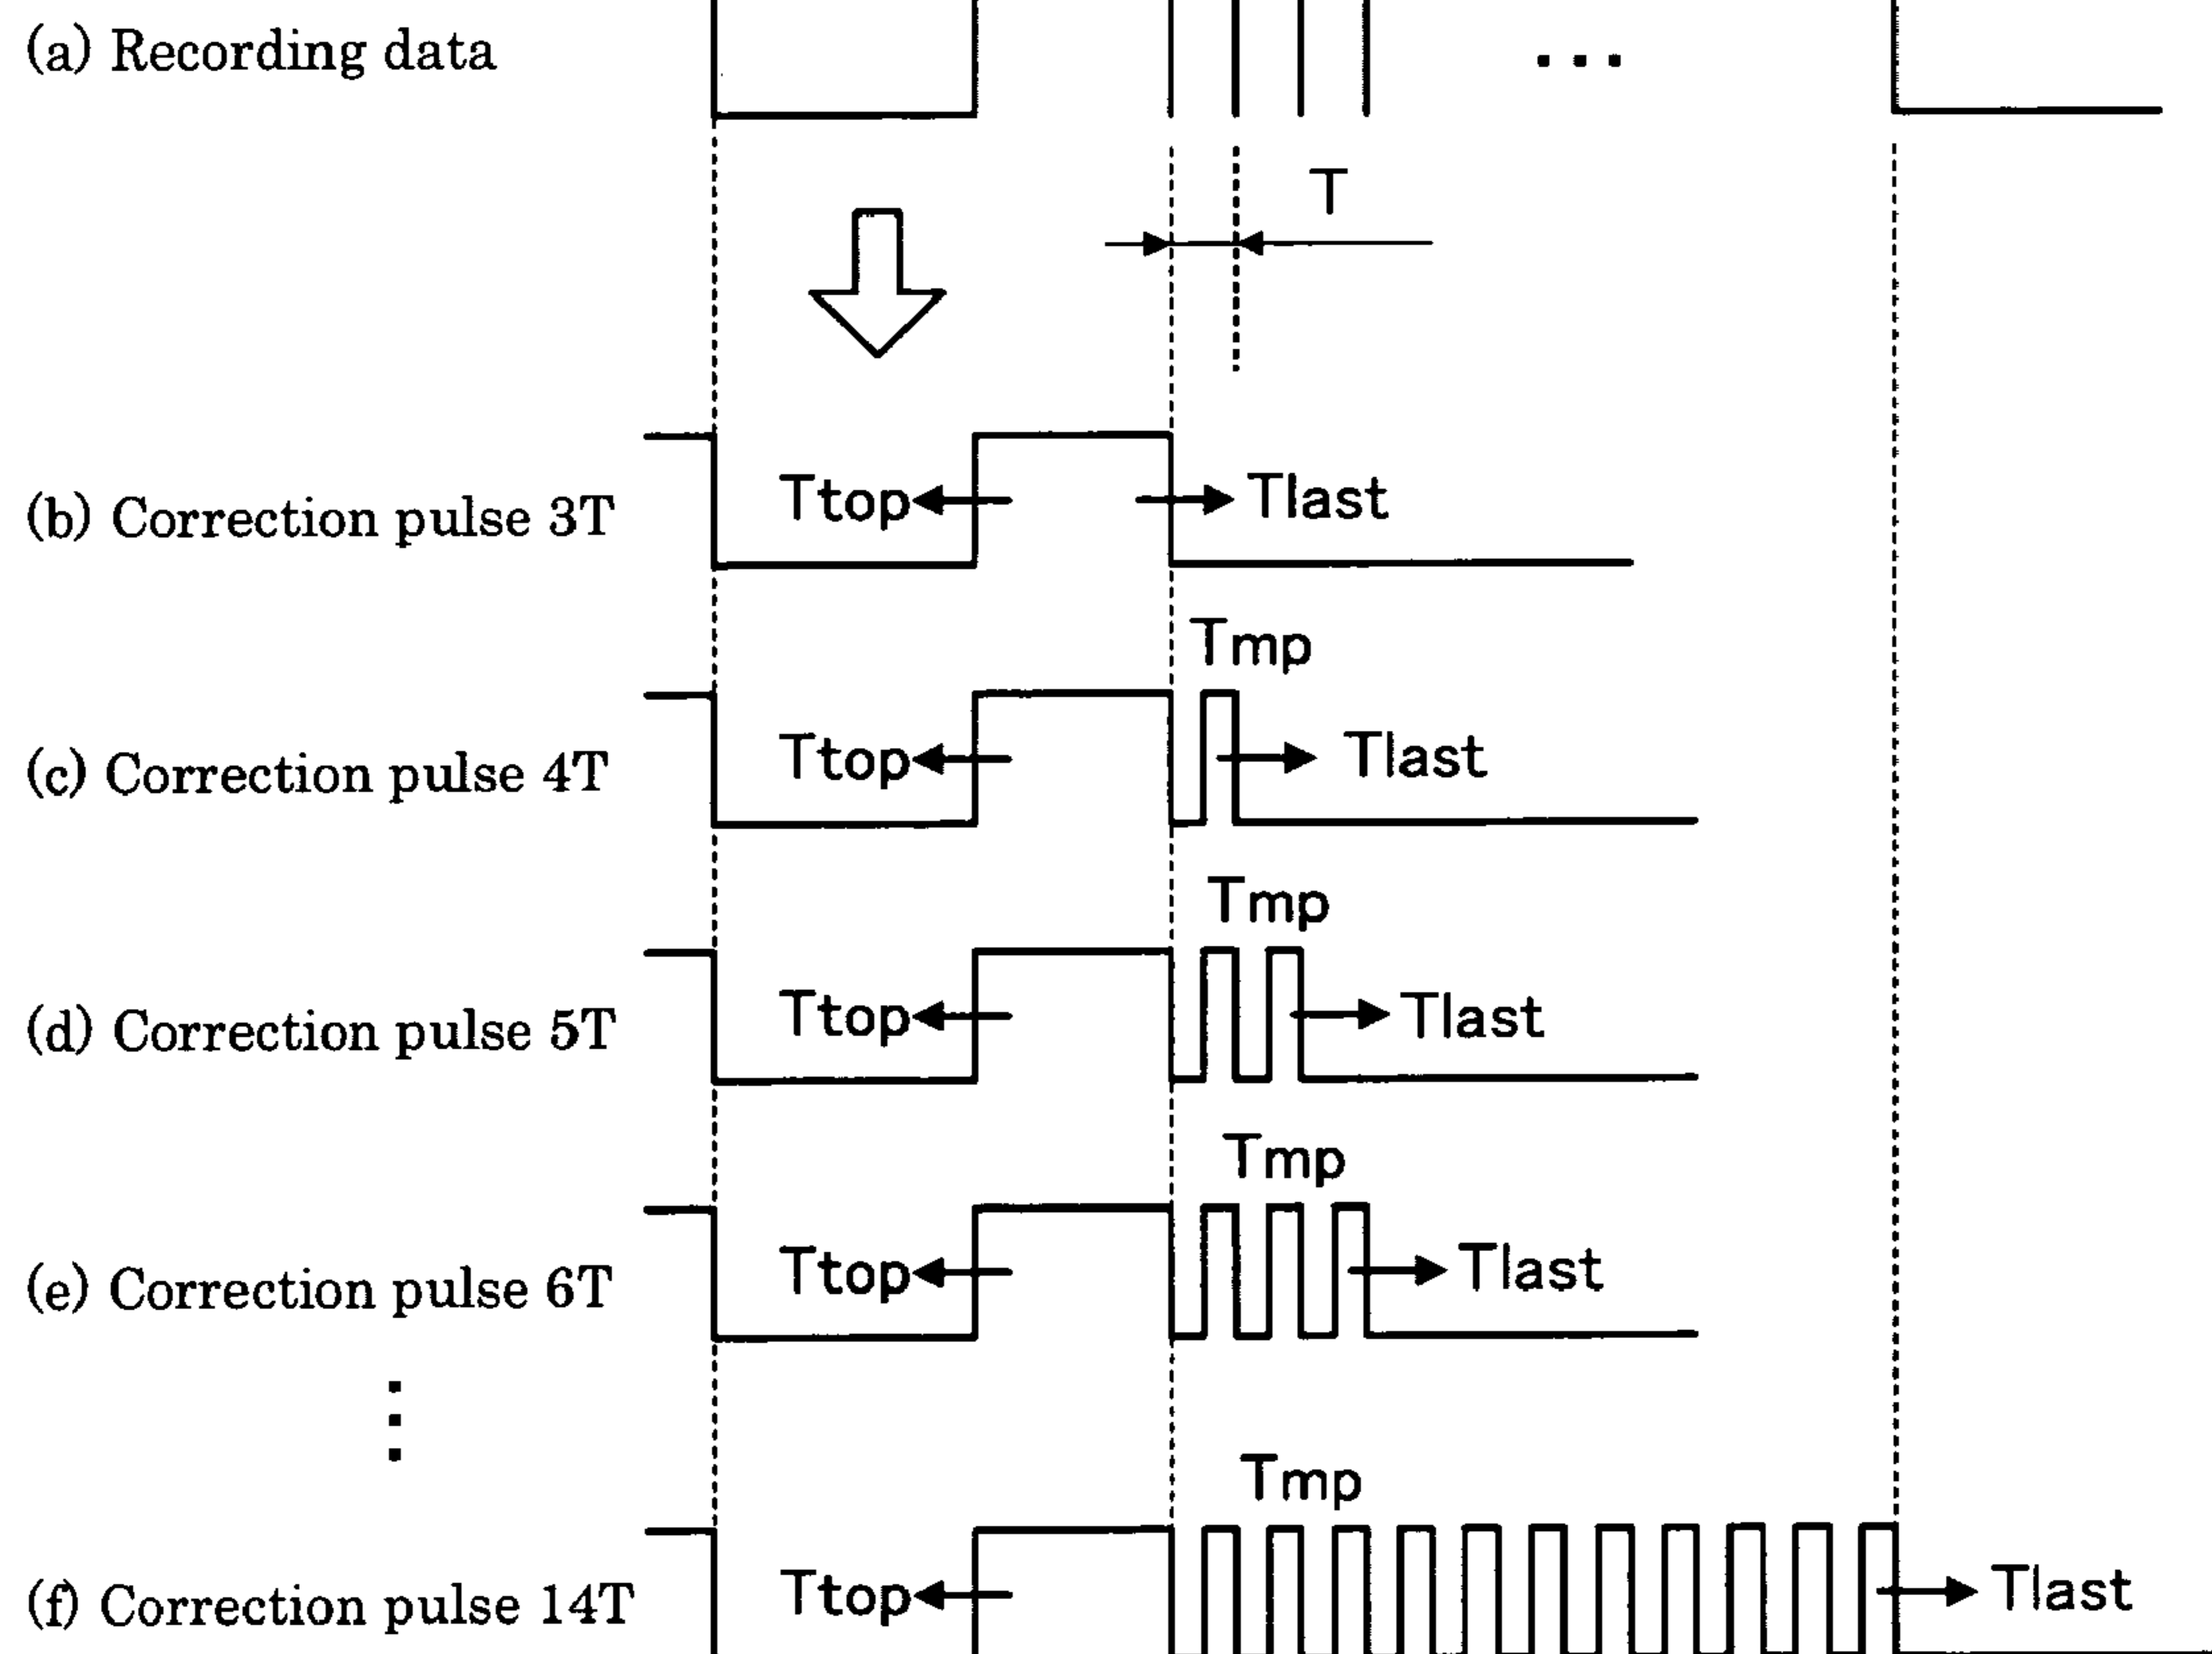 (a) Recording data
...
T
(b) Correction pulse 3T
Ttop
Tlast
Tmp
(c) Correction pulse 4T
Ttop
Tlast
Tmp
(d) Correction pulse 5T
Ttop
Tlast
Tmp
(e) Correction pulse 6T
Ttop
Tlast
Tmp
(f) Correction pulse 14T
Ttop
Tlast